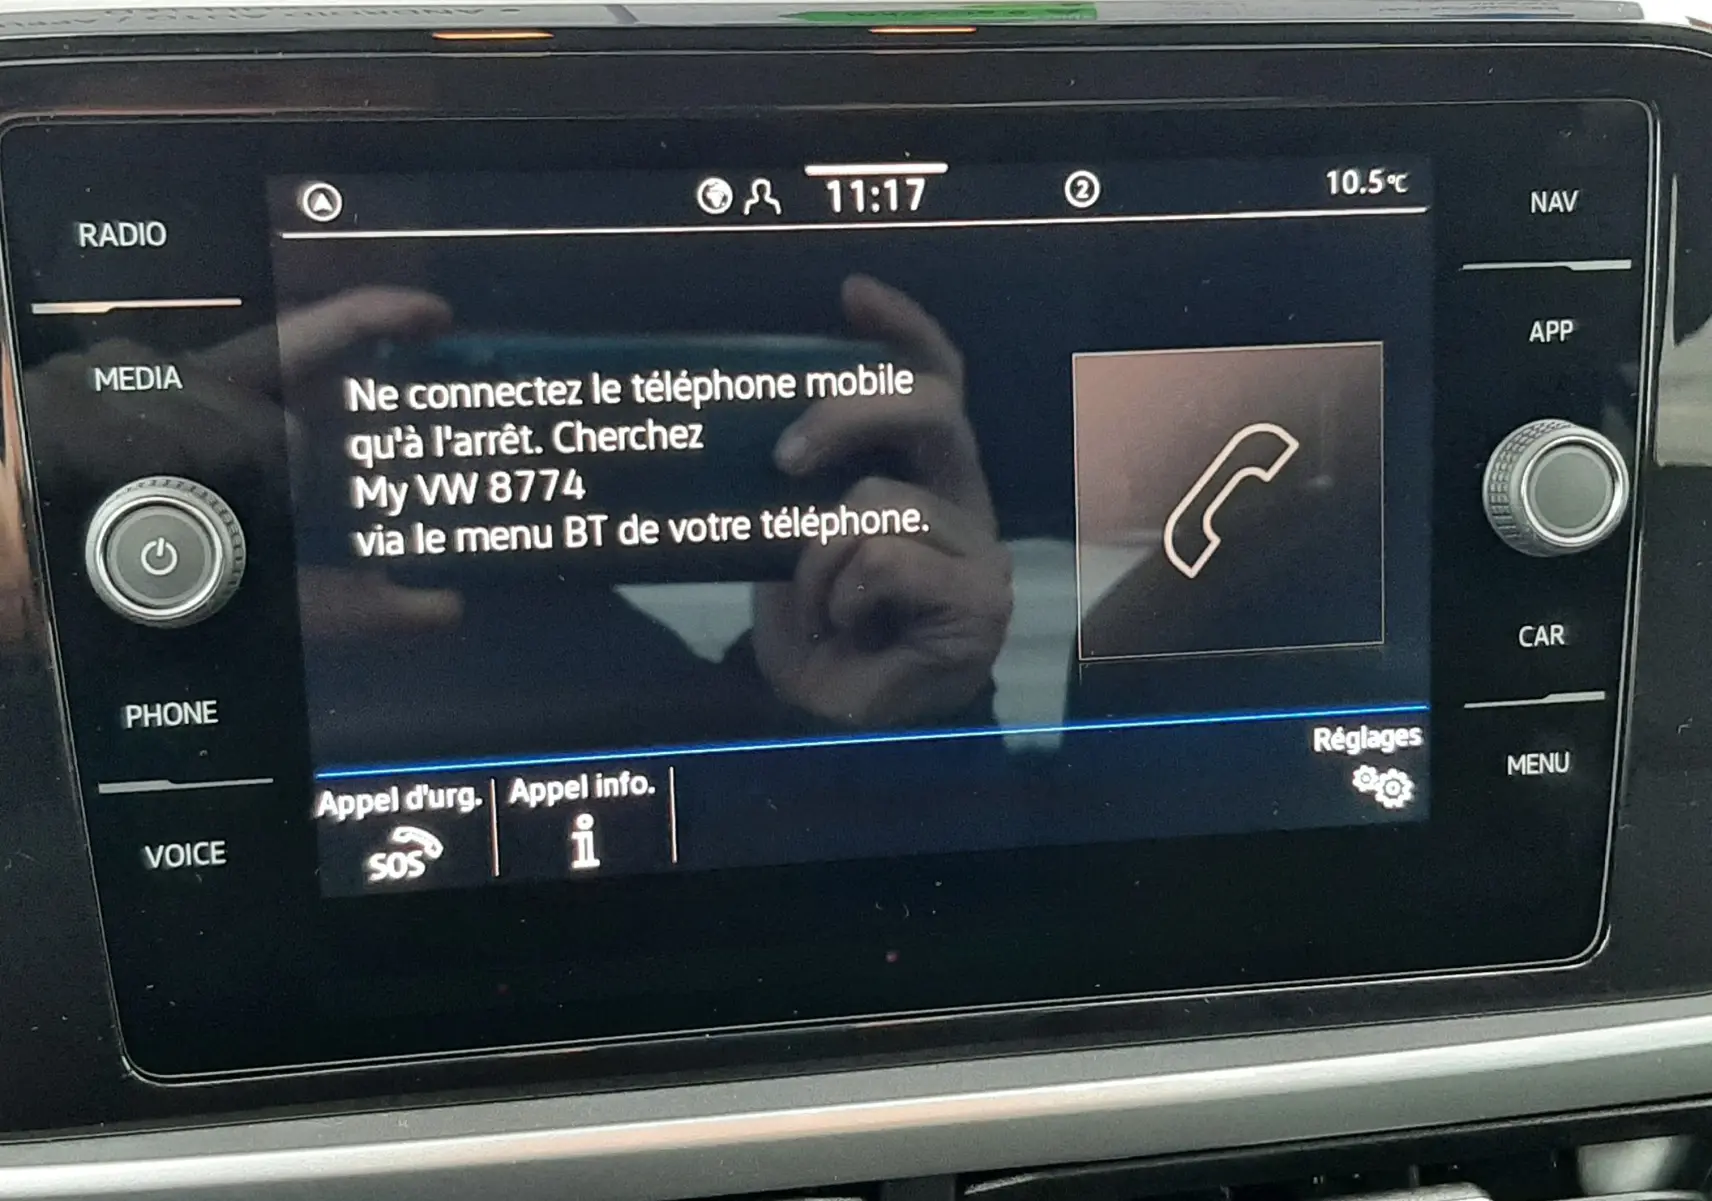 11:17
2
10.5°C
RADIO
MEDIA
PHONE
VOICE
Ne connectez le téléphone mobile
qu'à l'arrêt. Cherchez
My VW 8774
via le menu BT de votre téléphone.
Appel d'urg.
SOS
Appel info.
i
Réglages
NAV
APP
CAR
MENU